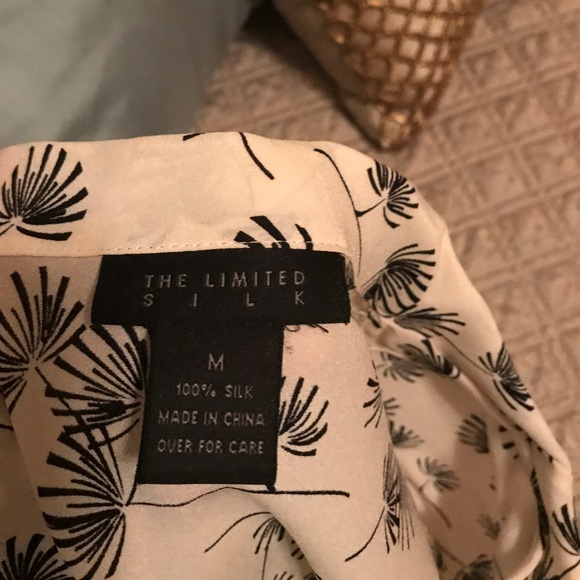 THE LIMITED
SILK
M
100% SILK
MADE IN CHINA
OVER FOR CARE